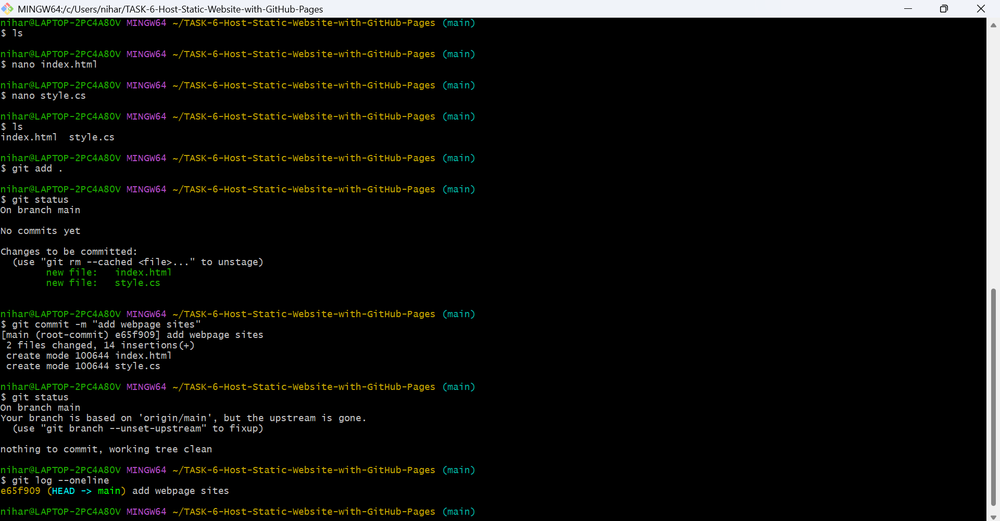 MINGW64:/c/Users/nihar/TASK-6-Host-Static-Website-with-GitHub-Pages
nihar@LAPTOP-2PC4A80V MINGW64 ~/TASK-6-Host-Static-Website-with-GitHub-Pages (main)
$ ls
nihar@LAPTOP-2PC4A80V MINGW64 ~/TASK-6-Host-Static-Website-with-GitHub-Pages (main)
$ nano index.html
nihar@LAPTOP-2PC4A80V MINGW64 ~/TASK-6-Host-Static-Website-with-GitHub-Pages (main)
$ nano style.cs
nihar@LAPTOP-2PC4A80V MINGW64 ~/TASK-6-Host-Static-Website-with-GitHub-Pages (main)
$ ls
index.html  style.cs
nihar@LAPTOP-2PC4A80V MINGW64 ~/TASK-6-Host-Static-Website-with-GitHub-Pages (main)
$ git add .
nihar@LAPTOP-2PC4A80V MINGW64 ~/TASK-6-Host-Static-Website-with-GitHub-Pages (main)
$ git status
On branch main
No commits yet
Changes to be committed:
  (use "git rm --cached <file>..." to unstage)
        new file:   index.html
        new file:   style.cs
nihar@LAPTOP-2PC4A80V MINGW64 ~/TASK-6-Host-Static-Website-with-GitHub-Pages (main)
$ git commit -m "add webpage sites"
[main (root-commit) e65f909] add webpage sites
 2 files changed, 14 insertions(+)
 create mode 100644 index.html
 create mode 100644 style.cs
nihar@LAPTOP-2PC4A80V MINGW64 ~/TASK-6-Host-Static-Website-with-GitHub-Pages (main)
$ git status
On branch main
Your branch is based on 'origin/main', but the upstream is gone.
  (use "git branch --unset-upstream" to fixup)
nothing to commit, working tree clean
nihar@LAPTOP-2PC4A80V MINGW64 ~/TASK-6-Host-Static-Website-with-GitHub-Pages (main)
$ git log --oneline
e65f909 (HEAD -> main) add webpage sites
nihar@LAPTOP-2PC4A80V MINGW64 ~/TASK-6-Host-Static-Website-with-GitHub-Pages (main)